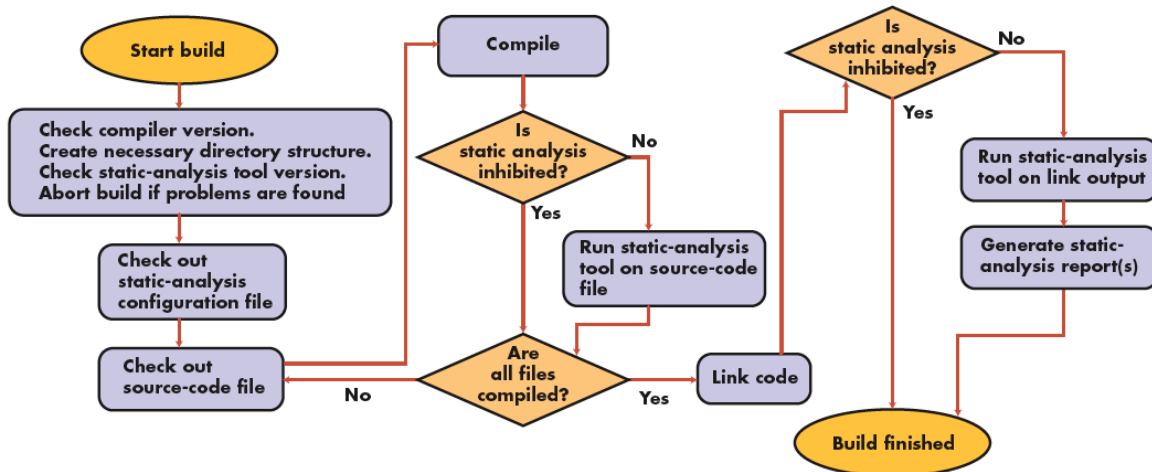 Start build
Check compiler version.
Create necessary directory structure.
Check static-analysis tool version.
Abort build if problems are found
Check out
static-analysis
configuration file
Check out
source-code file
Compile
Is
static analysis
inhibited?
No
Yes
Run static-analysis
tool on source-code
file
Are
all files
compiled?
No
Yes
Link code
Is
static analysis
inhibited?
No
Yes
Run static-analysis
tool on link output
Generate static-
analysis report(s)
Build finished